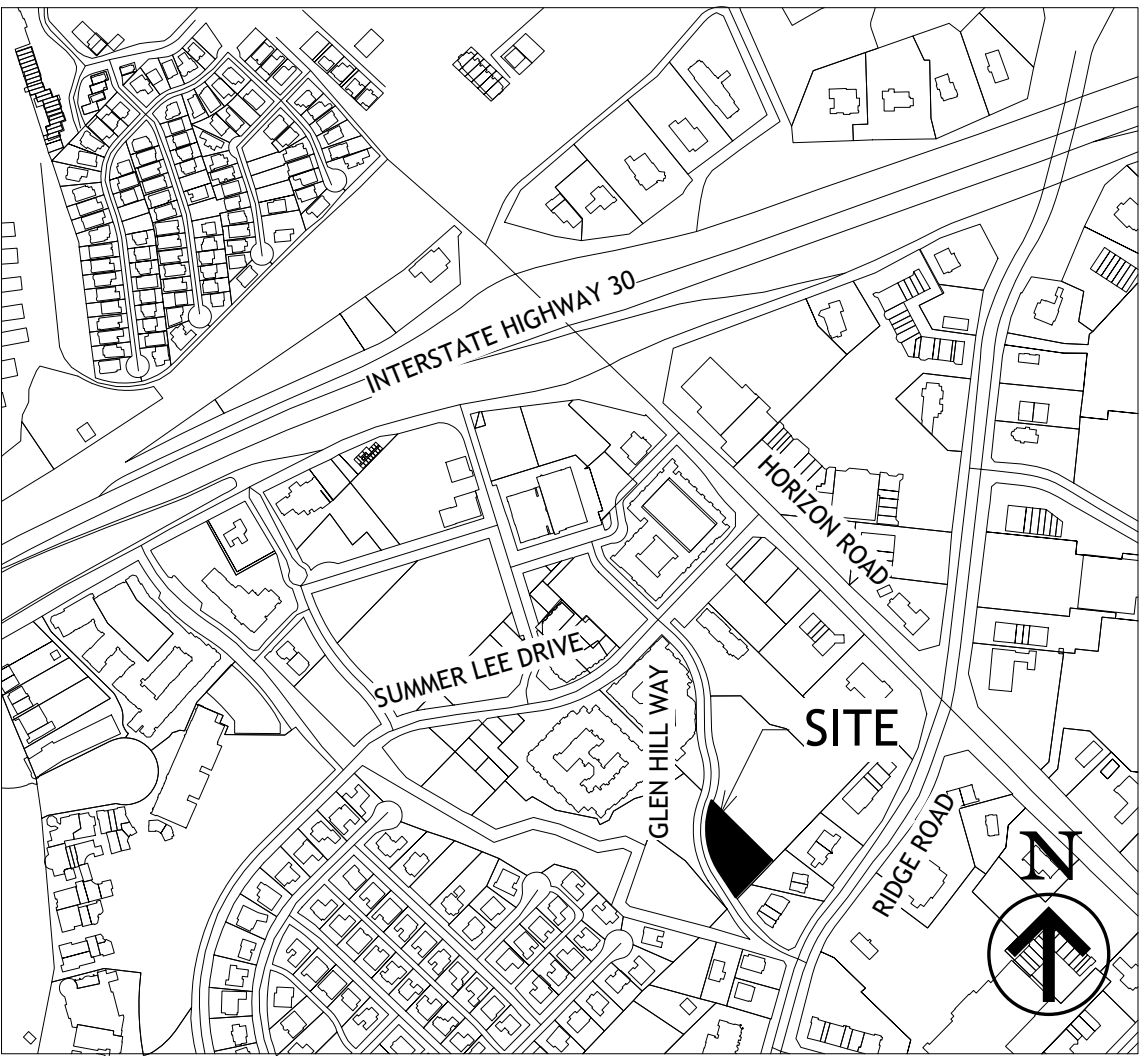 INTERSTATE HIGHWAY 30
HORIZON ROAD
SUMMER LEE DRIVE
GLEN HILL WAY
SITE
RIDGE ROAD
N